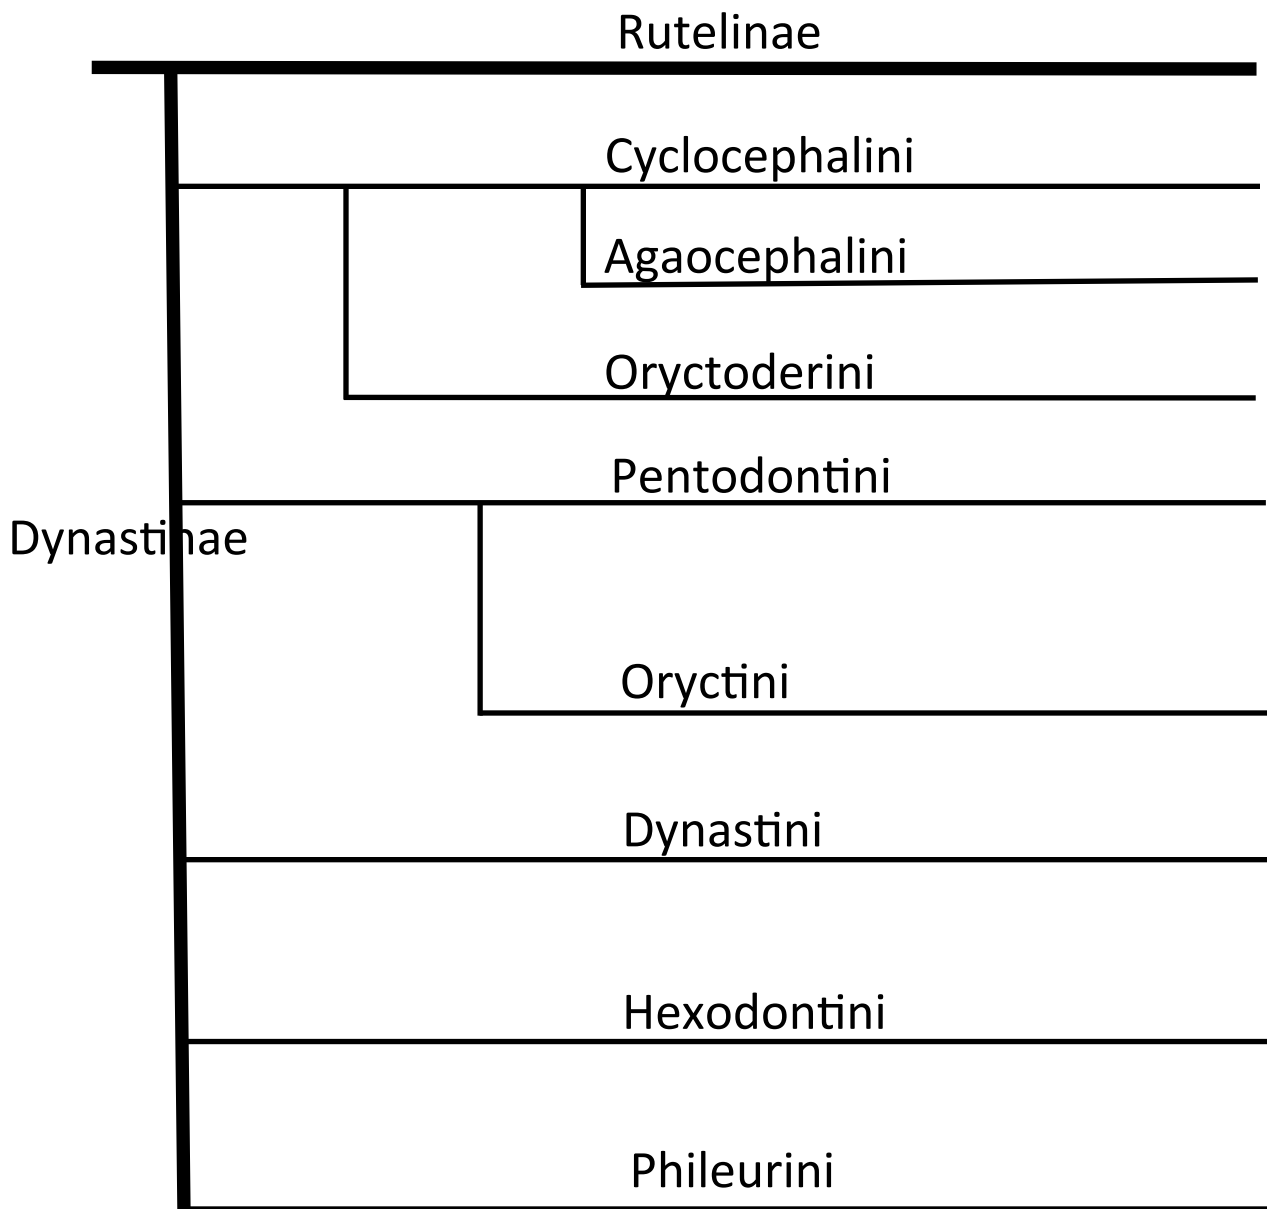 Rutelinae
Cyclocephalini
Agaocephalini
Oryctoderini
Pentodontini
Dynastinae
Oryctini
Dynastini
Hexodontini
Phileurini